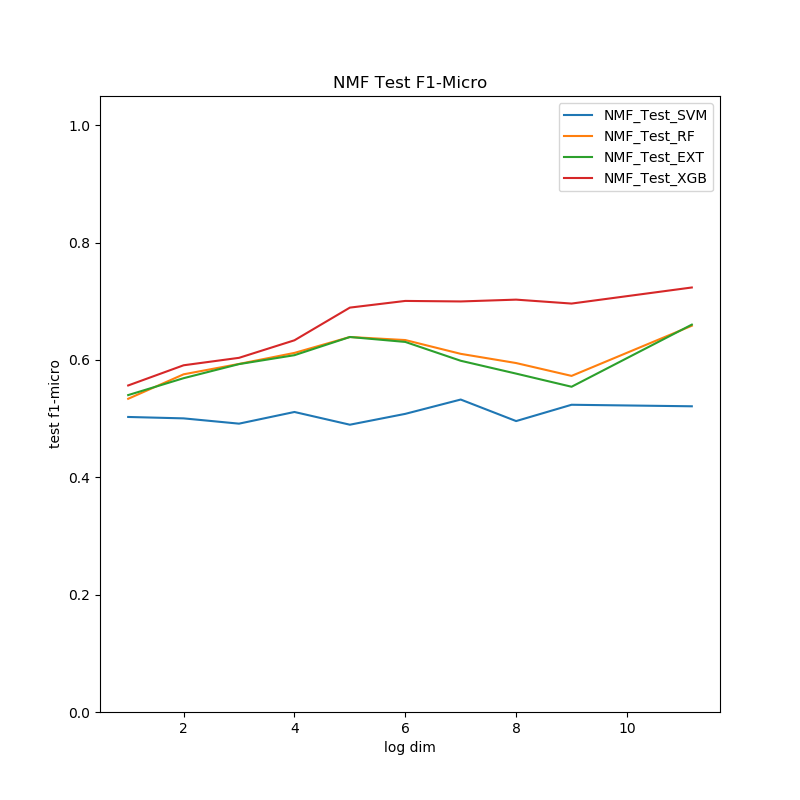 NMF Test F1-Micro
NMF_Test_SVM
NMF_Test_RF
NMF_Test_EXT
NMF_Test_XGB
1.0
0.8
0.6
0.4
0.2
0.0
test f1-micro
2 4 6 8 10
log dim